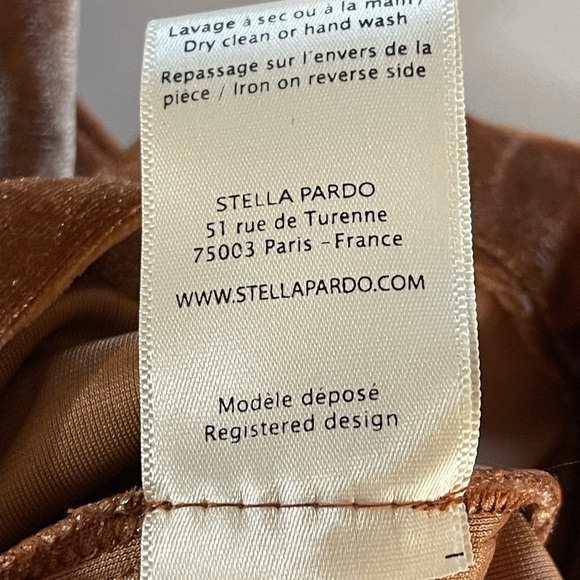 Lavage à sec ou à la main /
Dry clean or hand wash
Repassage sur l'envers de la
pièce / Iron on reverse side
STELLA PARDO
51 rue de Turenne
75003 Paris - France
WWW.STELLAPARDO.COM
Modèle déposé
Registered design